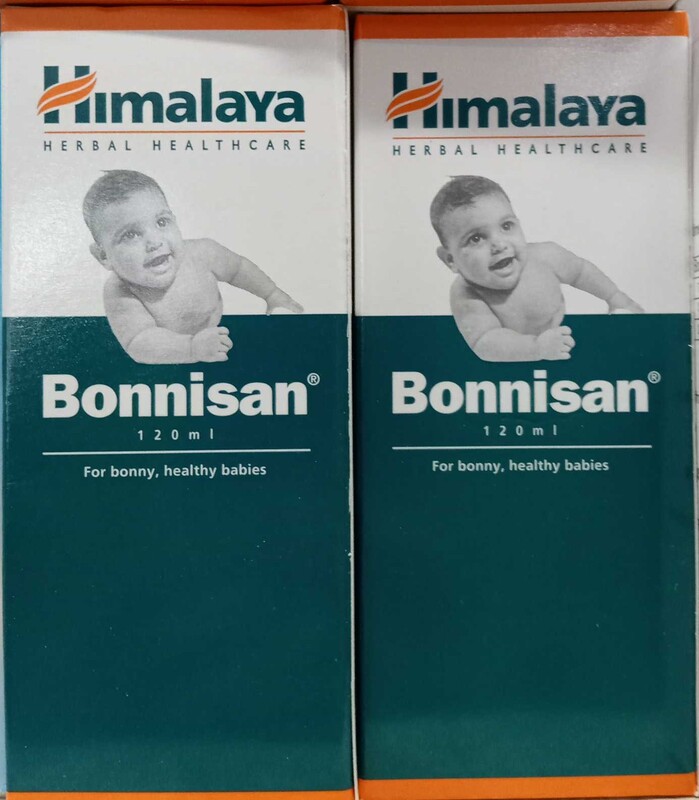 Himalaya
HERBAL HEALTHCARE
Bonnisan®
120ml
For bonny, healthy babies
Himalaya
HERBAL HEALTHCARE
Bonnisan®
120ml
For bonny, healthy babies